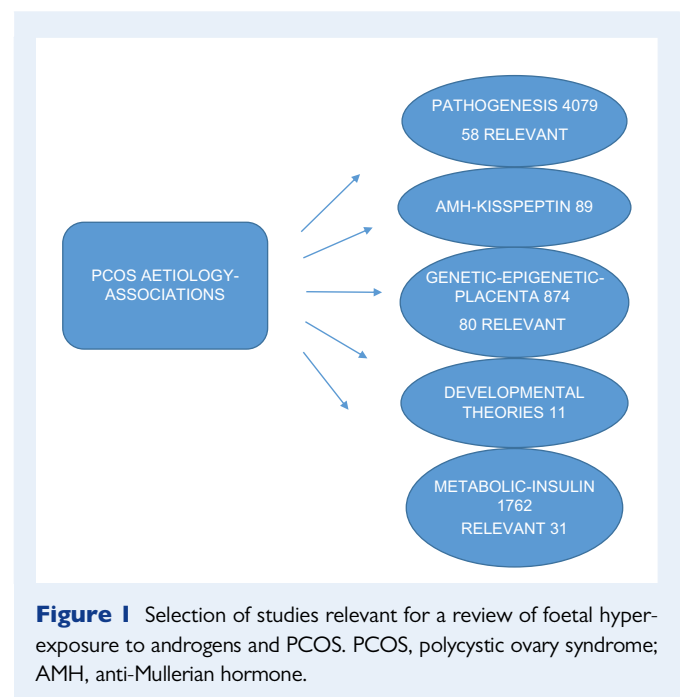 PATHOGENESIS 4079
58 RELEVANT
AMH-KISSPEPTIN 89
PCOS AETIOLOGY-
ASSOCIATIONS
GENETIC-EPIGENETIC-
PLACENTA 874
80 RELEVANT
DEVELOPMENTAL
THEORIES 11
METABOLIC-INSULIN
1762
RELEVANT 31
Figure 1 Selection of studies relevant for a review of foetal hyper-
exposure to androgens and PCOS. PCOS, polycystic ovary syndrome;
AMH, anti-Mullerian hormone.